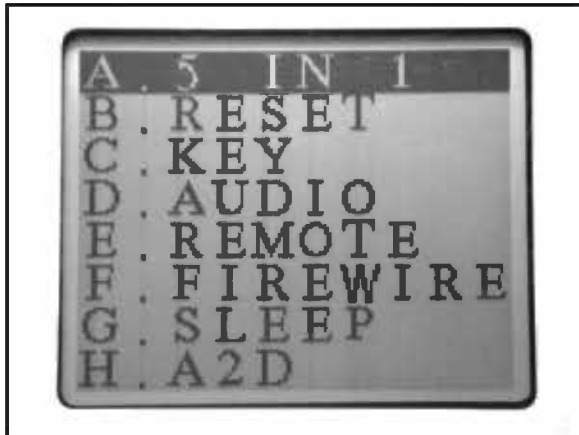 A. 5 IN 1
B. RESET
C. KEY
D. AUDIO
E. REMOTE
F. FIREWIRE
G. SLEEP
H. A2D